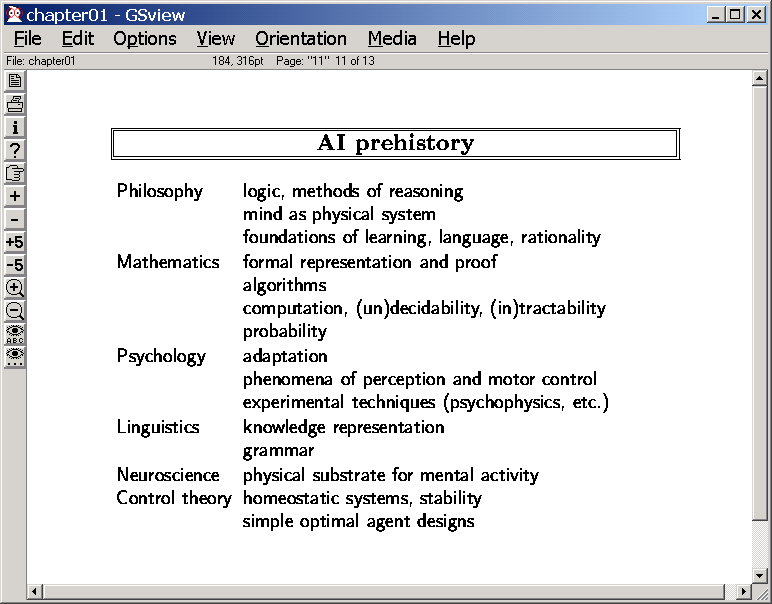 chapter01 - GSview
File Edit Options View Orientation Media Help
File: chapter01 184, 316pt Page: "11" 11 of 13
i
?
+
-
+5
-5
ABC
AI prehistory
Philosophy logic, methods of reasoning
mind as physical system
foundations of learning, language, rationality
Mathematics formal representation and proof
algorithms
computation, (un)decidability, (in)tractability
probability
Psychology adaptation
phenomena of perception and motor control
experimental techniques (psychophysics, etc.)
Linguistics knowledge representation
grammar
Neuroscience physical substrate for mental activity
Control theory homeostatic systems, stability
simple optimal agent designs